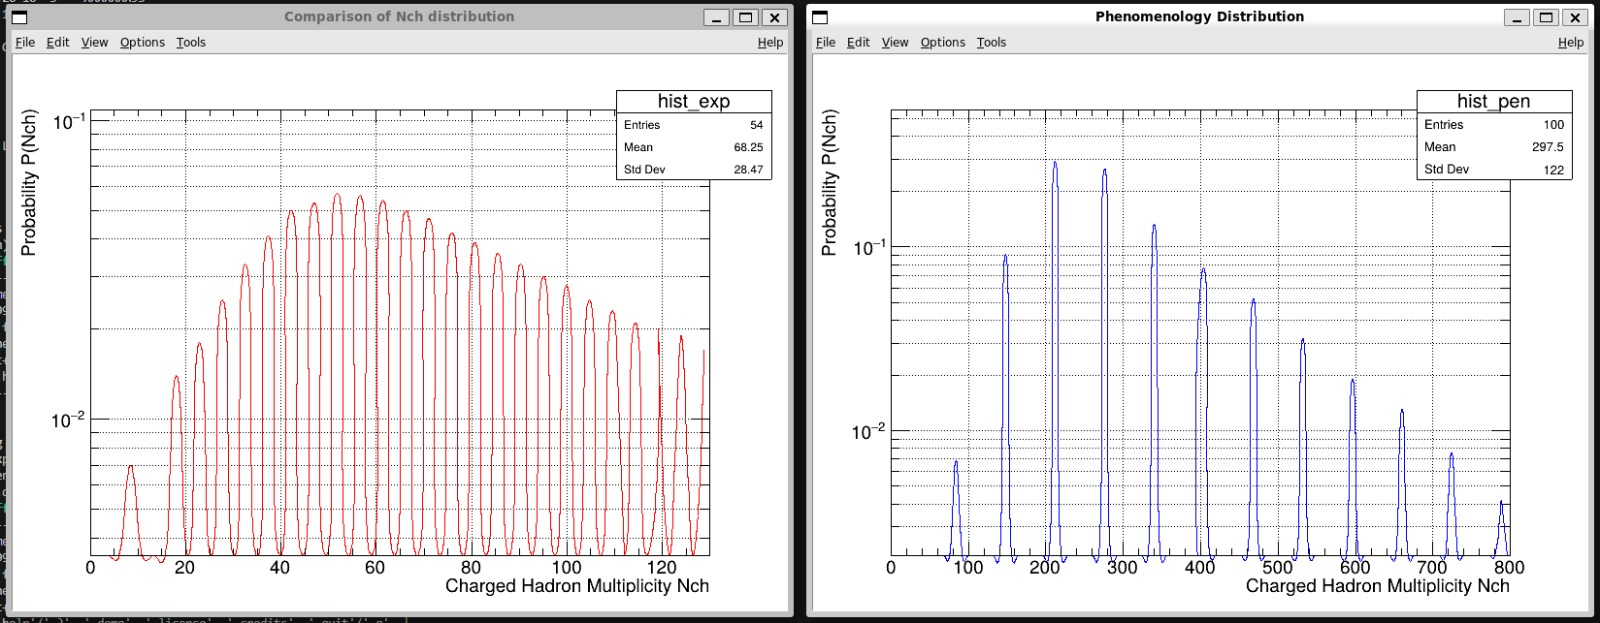 Comparison of Nch distribution
File Edit View Options Tools Help
hist_exp
Entries 54
Mean 68.25
Std Dev 28.47
Probability P(Nch)
10⁻¹
10⁻²
0 20 40 60 80 100 120
Charged Hadron Multiplicity Nch
Phenomenology Distribution
File Edit View Options Tools Help
hist_pen
Entries 100
Mean 297.5
Std Dev 122
Probability P(Nch)
10⁻¹
10⁻²
0 100 200 300 400 500 600 700 800
Charged Hadron Multiplicity Nch